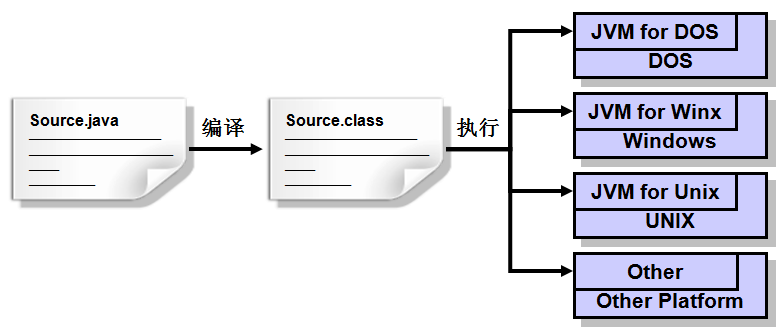 Source.java
编译
Source.class
执行
JVM for DOS
DOS
JVM for Winx
Windows
JVM for Unix
UNIX
Other
Other Platform